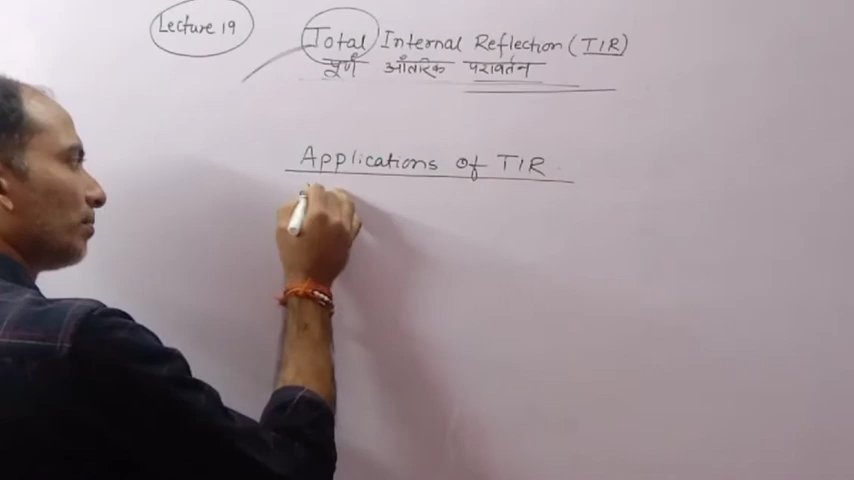 Lecture 19
Total Internal Reflection (TIR)
पूर्ण आँतरिक परावर्तन
Applications of TIR